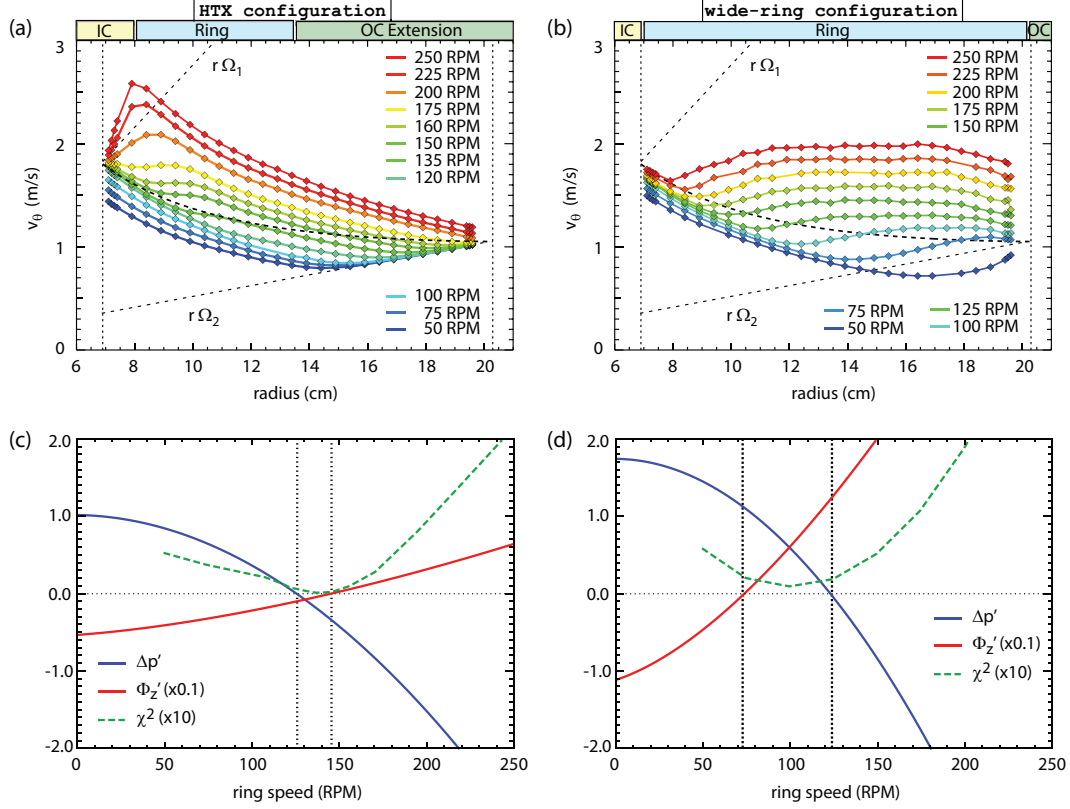 HTX configuration
wide-ring configuration
(a)
IC
Ring
OC Extension
(b)
IC
Ring
OC
3
2
1
0
vθ (m/s)
r Ω1
r Ω2
250 RPM
225 RPM
200 RPM
175 RPM
160 RPM
150 RPM
135 RPM
120 RPM
100 RPM
75 RPM
50 RPM
6 8 10 12 14 16 18 20
radius (cm)
3
2
1
0
vθ (m/s)
r Ω1
r Ω2
250 RPM
225 RPM
200 RPM
175 RPM
150 RPM
75 RPM 125 RPM
50 RPM 100 RPM
6 8 10 12 14 16 18 20
radius (cm)
(c)
2.0
1.0
0.0
-1.0
-2.0
Δp′
Φz′ (x0.1)
χ² (x10)
0 50 100 150 200 250
ring speed (RPM)
(d)
2.0
1.0
0.0
-1.0
-2.0
Δp′
Φz′ (x0.1)
χ² (x10)
0 50 100 150 200 250
ring speed (RPM)